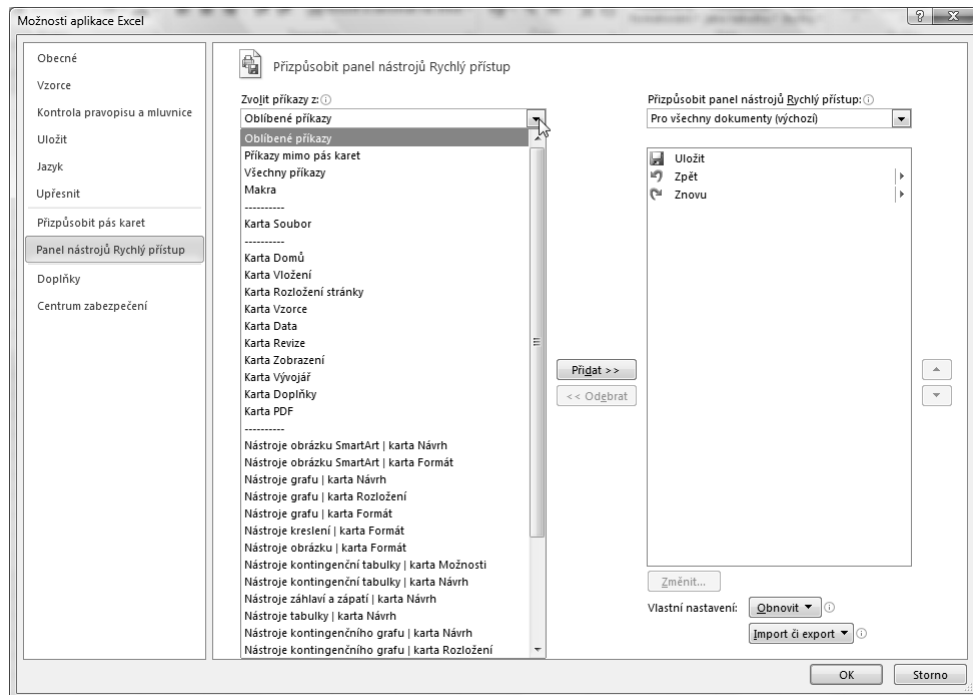 Možnosti aplikace Excel
Obecné
Vzorce
Kontrola pravopisu a mluvnice
Uložit
Jazyk
Upřesnit
Přizpůsobit pás karet
Panel nástrojů Rychlý přístup
Doplňky
Centrum zabezpečení
Přizpůsobit panel nástrojů Rychlý přístup
Zvolit příkazy z:
Oblíbené příkazy
Oblíbené příkazy
Příkazy mimo pás karet
Všechny příkazy
Makra
----------
Karta Soubor
----------
Karta Domů
Karta Vložení
Karta Rozložení stránky
Karta Vzorce
Karta Data
Karta Revize
Karta Zobrazení
Karta Vývojář
Karta Doplňky
Karta PDF
----------
Nástroje obrázku SmartArt | karta Návrh
Nástroje obrázku SmartArt | karta Formát
Nástroje grafu | karta Návrh
Nástroje grafu | karta Rozložení
Nástroje grafu | karta Formát
Nástroje kreslení | karta Formát
Nástroje obrázku | karta Formát
Nástroje kontingenční tabulky | karta Možnosti
Nástroje kontingenční tabulky | karta Návrh
Nástroje záhlaví a zápatí | karta Návrh
Nástroje tabulky | karta Návrh
Nástroje kontingenčního grafu | karta Návrh
Nástroje kontingenčního grafu | karta Rozložení
Přidat >>
<< Odebrat
Přizpůsobit panel nástrojů Rychlý přístup:
Pro všechny dokumenty (výchozí)
Uložit
Zpět
Znovu
Změnit...
Vlastní nastavení: Obnovit
Import či export
OK
Storno